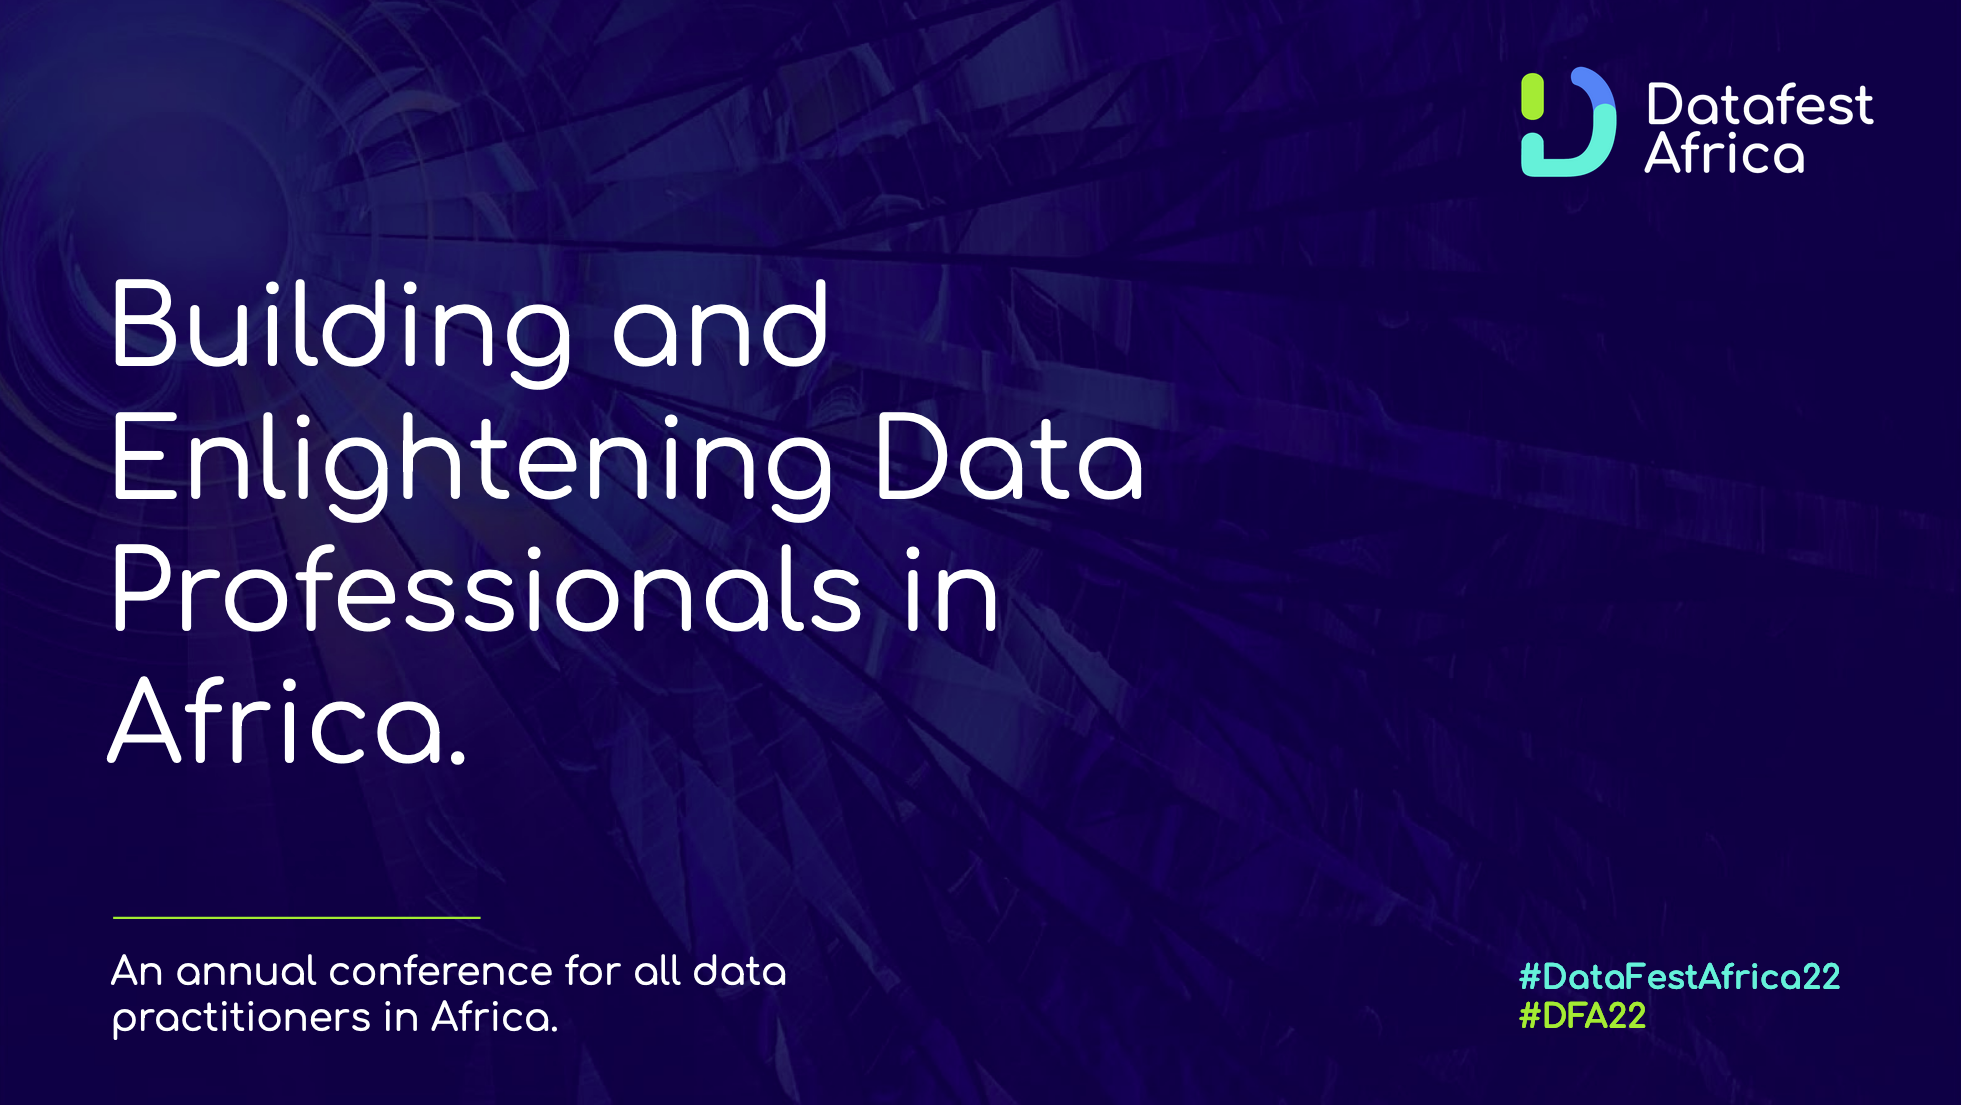 Datafest
Africa
Building and
Enlightening Data
Professionals in
Africa.
An annual conference for all data
practitioners in Africa.
#DataFestAfrica22
#DFA22